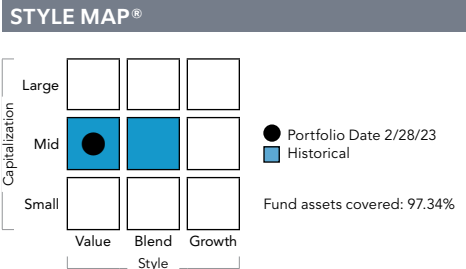 STYLE MAP®
Capitalization
Large
Mid
Small
Value Blend Growth
Style
Portfolio Date 2/28/23
Historical
Fund assets covered: 97.34%